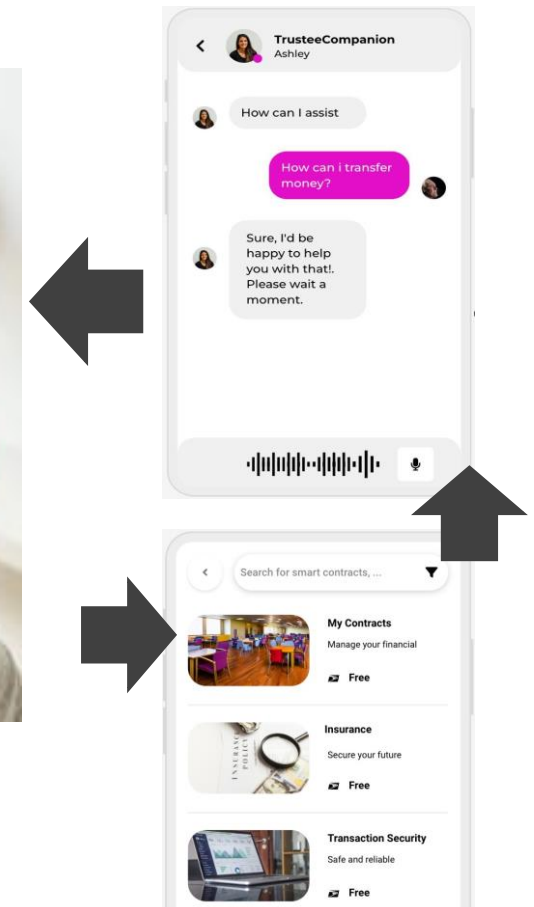 TrusteeCompanion
Ashley
How can I assist
How can i transfer
money?
Sure, I'd be
happy to help
you with that!.
Please wait a
moment.
Search for smart contracts, ...
My Contracts
Manage your financial
Free
INSURANCE
POLICY
Insurance
Secure your future
Free
Transaction Security
Safe and reliable
Free